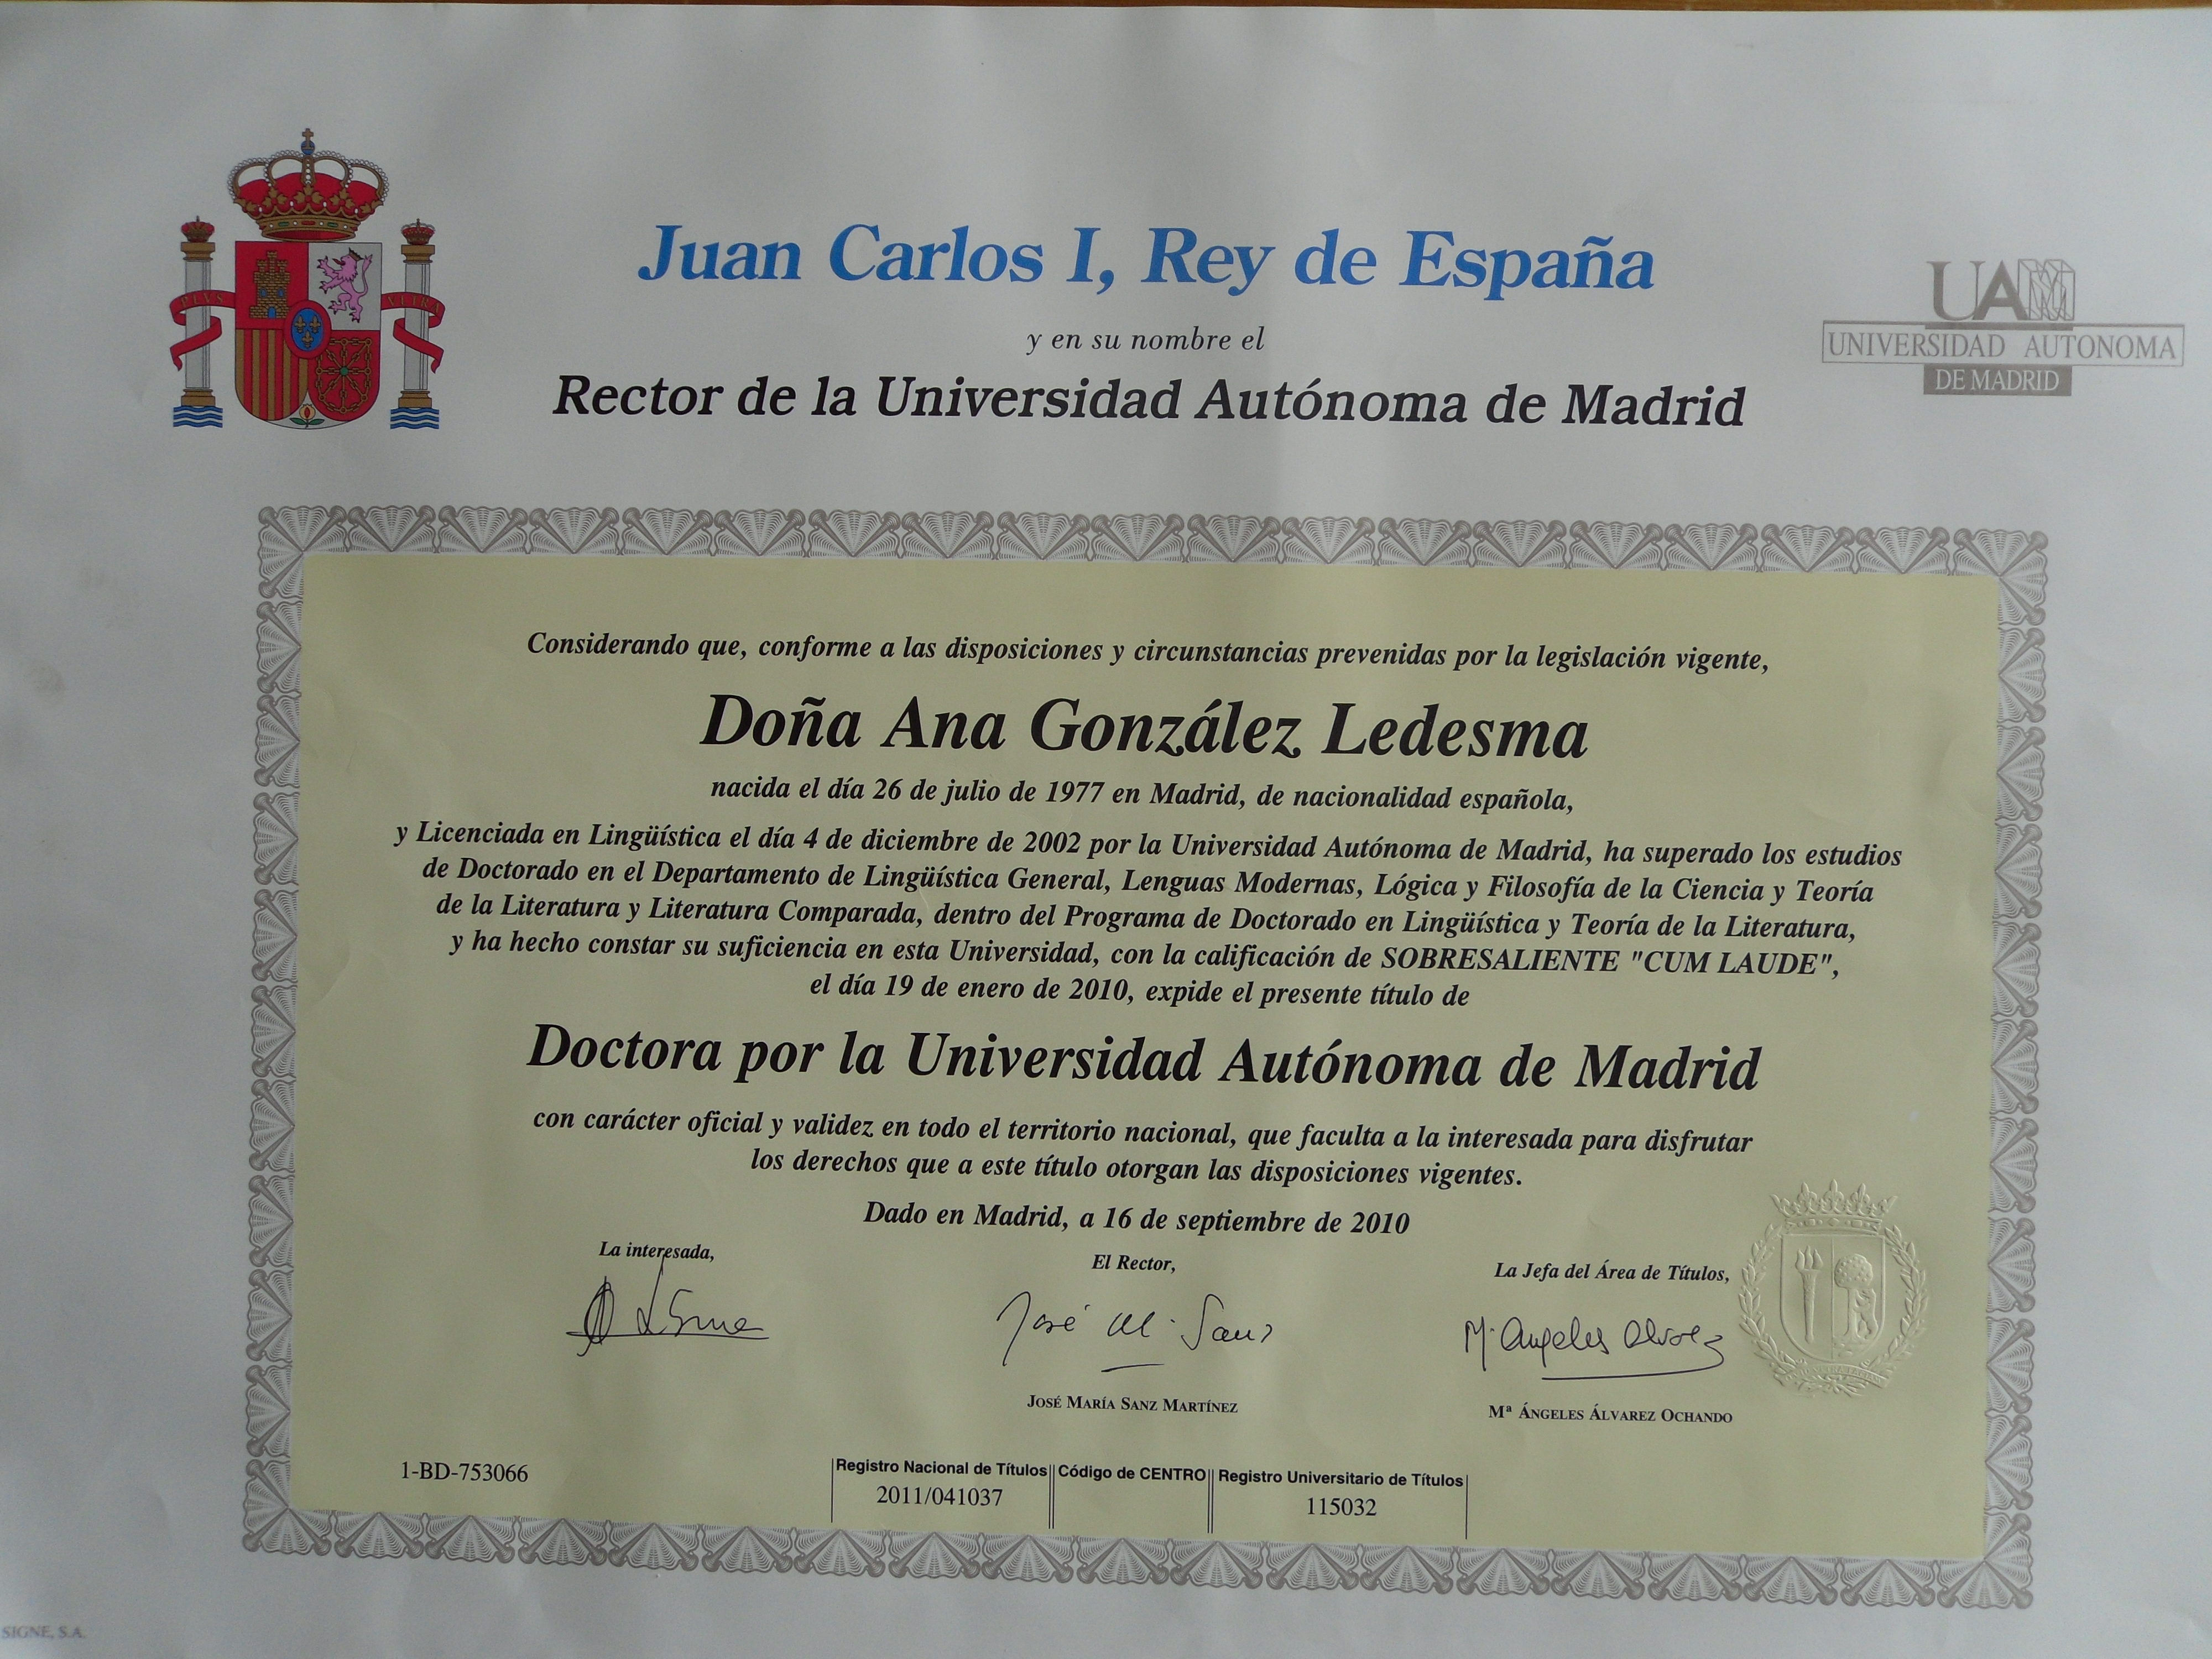 Juan Carlos I, Rey de España
y en su nombre el
Rector de la Universidad Autónoma de Madrid
PLVS VLTRA
UAM
UNIVERSIDAD AUTONOMA
DE MADRID
Considerando que, conforme a las disposiciones y circunstancias prevenidas por la legislación vigente,
Doña Ana González Ledesma
nacida el día 26 de julio de 1977 en Madrid, de nacionalidad española,
y Licenciada en Lingüística el día 4 de diciembre de 2002 por la Universidad Autónoma de Madrid, ha superado los estudios
de Doctorado en el Departamento de Lingüística General, Lenguas Modernas, Lógica y Filosofía de la Ciencia y Teoría
de la Literatura y Literatura Comparada, dentro del Programa de Doctorado en Lingüística y Teoría de la Literatura,
y ha hecho constar su suficiencia en esta Universidad, con la calificación de SOBRESALIENTE "CUM LAUDE",
el día 19 de enero de 2010, expide el presente título de
Doctora por la Universidad Autónoma de Madrid
con carácter oficial y validez en todo el territorio nacional, que faculta a la interesada para disfrutar
los derechos que a este título otorgan las disposiciones vigentes.
Dado en Madrid, a 16 de septiembre de 2010
La interesada,
El Rector,
La Jefa del Área de Títulos,
José M. Sanz
Mª Angeles Alvarez
JOSÉ MARÍA SANZ MARTÍNEZ
Mª ÁNGELES ÁLVAREZ OCHANDO
1-BD-753066
Registro Nacional de Títulos
2011/041037
Código de CENTRO
Registro Universitario de Títulos
115032
SIGNE, S.A.